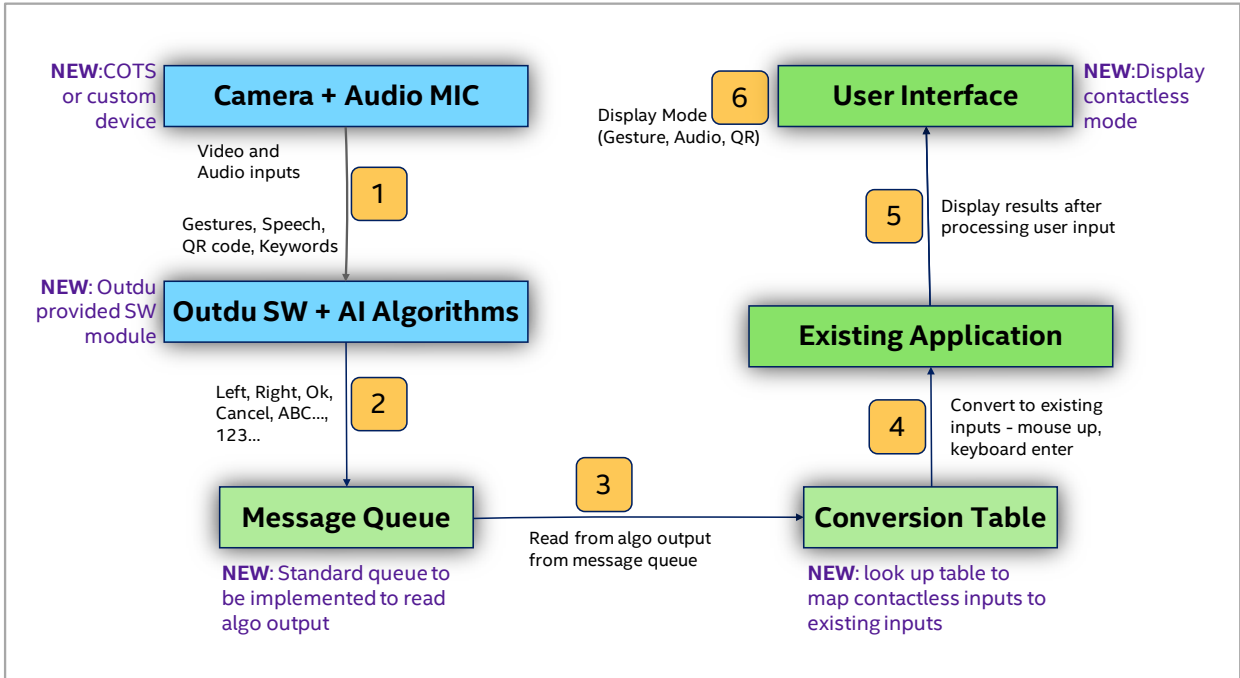 NEW:COTS
or custom
device
Camera + Audio MIC
Video and
Audio inputs
1
Gestures, Speech,
QR code, Keywords
NEW: Outdu
provided SW
module
Outdu SW + AI Algorithms
Left, Right, Ok,
Cancel, ABC...,
123...
2
Message Queue
NEW: Standard queue to
be implemented to read
algo output
3
Read from algo output
from message queue
Conversion Table
NEW: look up table to
map contactless inputs to
existing inputs
4
Convert to existing
inputs - mouse up,
keyboard enter
Existing Application
5
Display results after
processing user input
6
Display Mode
(Gesture, Audio, QR)
User Interface
NEW:Display
contactless
mode